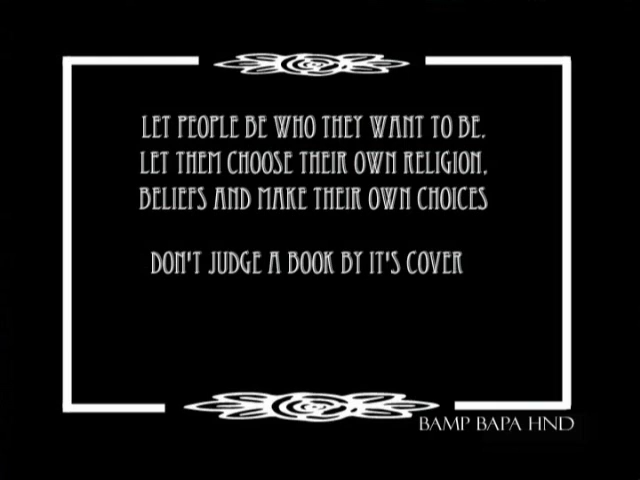 LET PEOPLE BE WHO THEY WANT TO BE.
LET THEM CHOOSE THEIR OWN RELIGION,
BELIEFS AND MAKE THEIR OWN CHOICES
DON'T JUDGE A BOOK BY IT'S COVER
BAMP BAPA HND